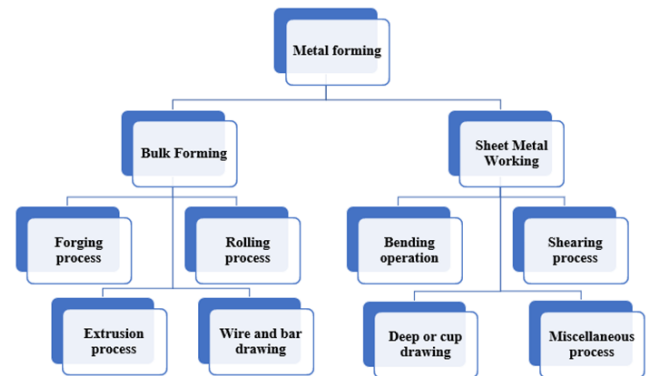 Metal forming
Bulk Forming
Sheet Metal
Working
Forging
process
Rolling
process
Bending
operation
Shearing
process
Extrusion
process
Wire and bar
drawing
Deep or cup
drawing
Miscellaneous
process